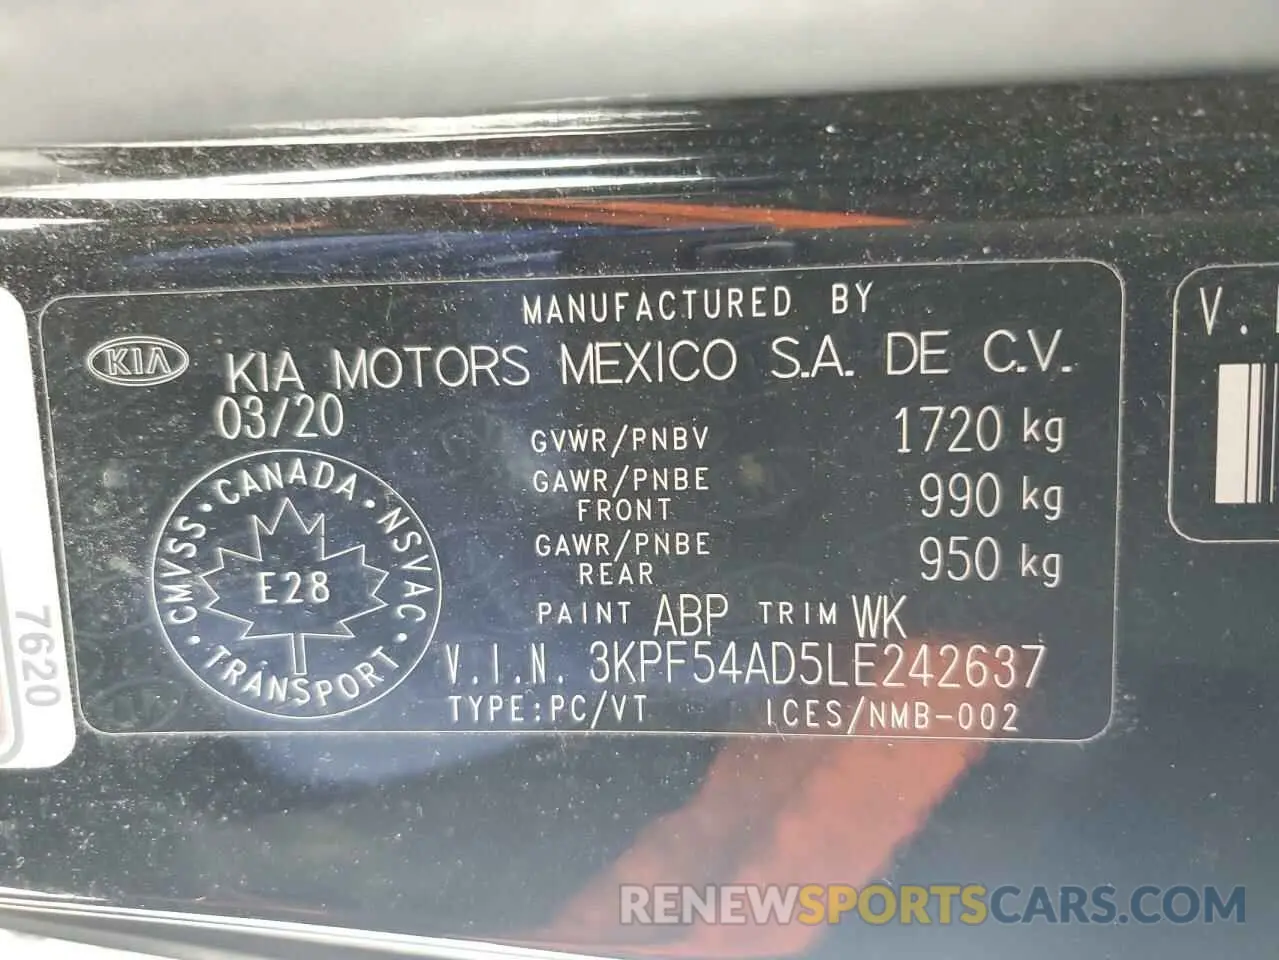 MANUFACTURED BY
KIA
KIA MOTORS MEXICO S.A. DE C.V.
03/20
GVWR/PNBV 1720 kg
GAWR/PNBE FRONT 990 kg
GAWR/PNBE REAR 950 kg
PAINT ABP TRIM WK
V.I.N. 3KPF54AD5LE242637
TYPE:PC/VT ICES/NMB-002
CMVSS • CANADA • NSVAC • TRANSPORT •
E28
V.
7620
RENEWSPORTSCARS.COM